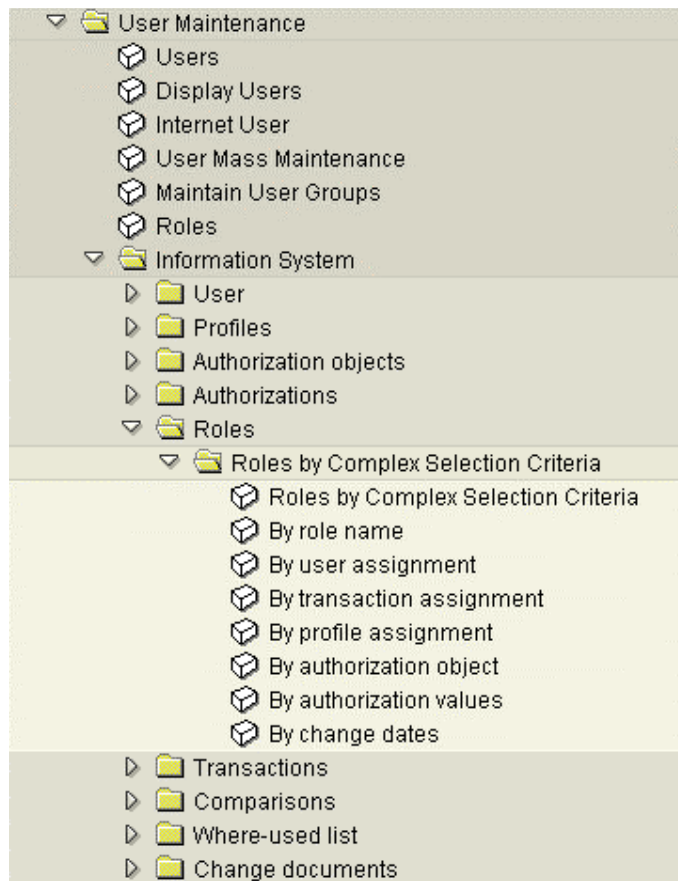 User Maintenance
Users
Display Users
Internet User
User Mass Maintenance
Maintain User Groups
Roles
Information System
User
Profiles
Authorization objects
Authorizations
Roles
Roles by Complex Selection Criteria
Roles by Complex Selection Criteria
By role name
By user assignment
By transaction assignment
By profile assignment
By authorization object
By authorization values
By change dates
Transactions
Comparisons
Where-used list
Change documents